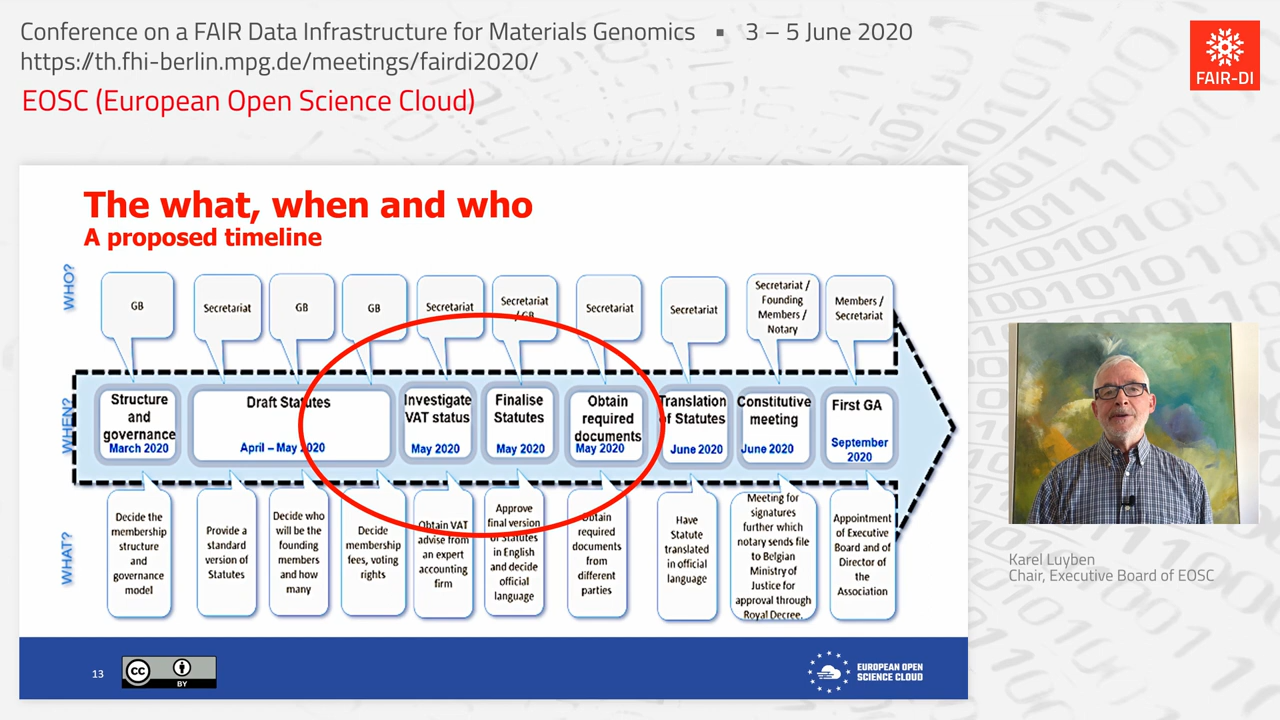 Conference on a FAIR Data Infrastructure for Materials Genomics ▪ 3 – 5 June 2020
https://th.fhi-berlin.mpg.de/meetings/fairdi2020/
EOSC (European Open Science Cloud)
FAIR-DI
The what, when and who
A proposed timeline
WHO?
GB
Secretariat
GB
GB
Secretariat
Secretariat
/ GB
Secretariat
Secretariat
Secretariat /
Founding
Members /
Notary
Members /
Secretariat
WHEN?
Structure
and
governance
March 2020
Draft Statutes
April – May 2020
Investigate
VAT status
May 2020
Finalise
Statutes
May 2020
Obtain
required
documents
May 2020
Translation
of Statutes
June 2020
Constitutive
meeting
June 2020
First GA
September
2020
WHAT?
Decide the
membership
structure
and
governance
model
Provide a
standard
version of
Statutes
Decide who
will be the
founding
members
and how
many
Decide
membership
fees, voting
rights
Obtain VAT
advise from
an expert
accounting
firm
Approve
final version
of Statutes
in English
and decide
official
language
Obtain
required
documents
from
different
parties
Have
Statute
translated
in official
language
Meeting for
signatures
further which
notary sends file
to Belgian
Ministry of
Justice for
approval through
Royal Decree.
Appointment
of Executive
Board and of
Director of
the
Association
Karel Luyben
Chair, Executive Board of EOSC
13
CC
BY
EUROPEAN OPEN
SCIENCE CLOUD